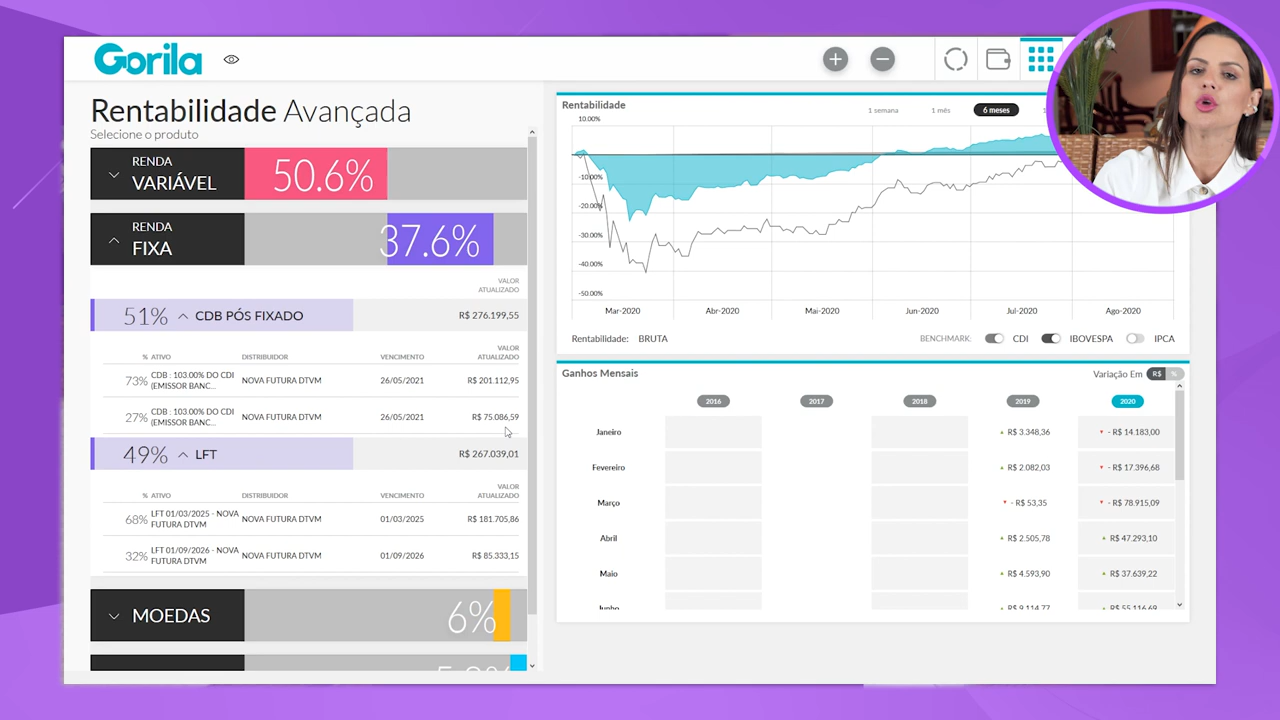 Gorila
Rentabilidade Avançada
Selecione o produto
RENDA
VARIÁVEL
50.6%
RENDA
FIXA
37.6%
VALOR
ATUALIZADO
51% CDB PÓS FIXADO R$ 276.199,55
% ATIVO DISTRIBUIDOR VENCIMENTO VALOR
ATUALIZADO
73% CDB : 103.00% DO CDI
(EMISSOR BANC... NOVA FUTURA DTVM 26/05/2021 R$ 201.112,95
27% CDB : 103.00% DO CDI
(EMISSOR BANC... NOVA FUTURA DTVM 26/05/2021 R$ 75.086,59
49% LFT R$ 267.039,01
% ATIVO DISTRIBUIDOR VENCIMENTO VALOR
ATUALIZADO
68% LFT 01/03/2025 - NOVA
FUTURA DTVM NOVA FUTURA DTVM 01/03/2025 R$ 181.705,86
32% LFT 01/09/2026 - NOVA
FUTURA DTVM NOVA FUTURA DTVM 01/09/2026 R$ 85.333,15
MOEDAS
6%
Rentabilidade
1 semana 1 mês 6 meses
10.00%
-10.00%
-20.00%
-30.00%
-40.00%
-50.00%
Mar-2020 Abr-2020 Mai-2020 Jun-2020 Jul-2020 Ago-2020
Rentabilidade: BRUTA BENCHMARK: CDI IBOVESPA IPCA
Ganhos Mensais Variação Em R$ %
2016 2017 2018 2019 2020
Janeiro R$ 3.348,36 - R$ 14.183,00
Fevereiro R$ 2.082,03 - R$ 17.396,68
Março - R$ 53,35 - R$ 78.915,09
Abril R$ 2.505,78 R$ 47.293,10
Maio R$ 4.593,90 R$ 37.639,22
Junho R$ 9.114,77 R$ 55.116,69